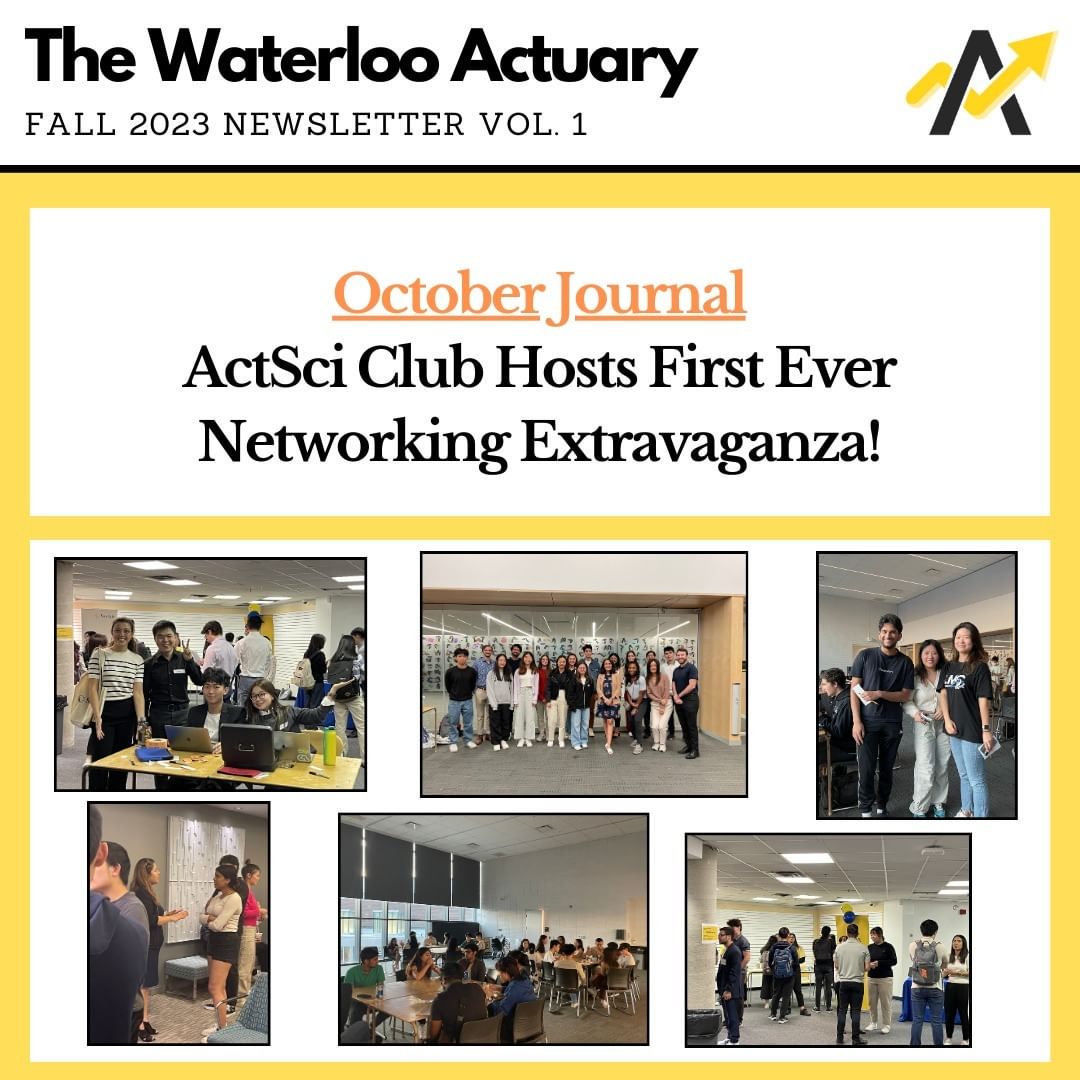 The Waterloo Actuary
FALL 2023 NEWSLETTER VOL. 1
October Journal
ActSci Club Hosts First Ever
Networking Extravaganza!